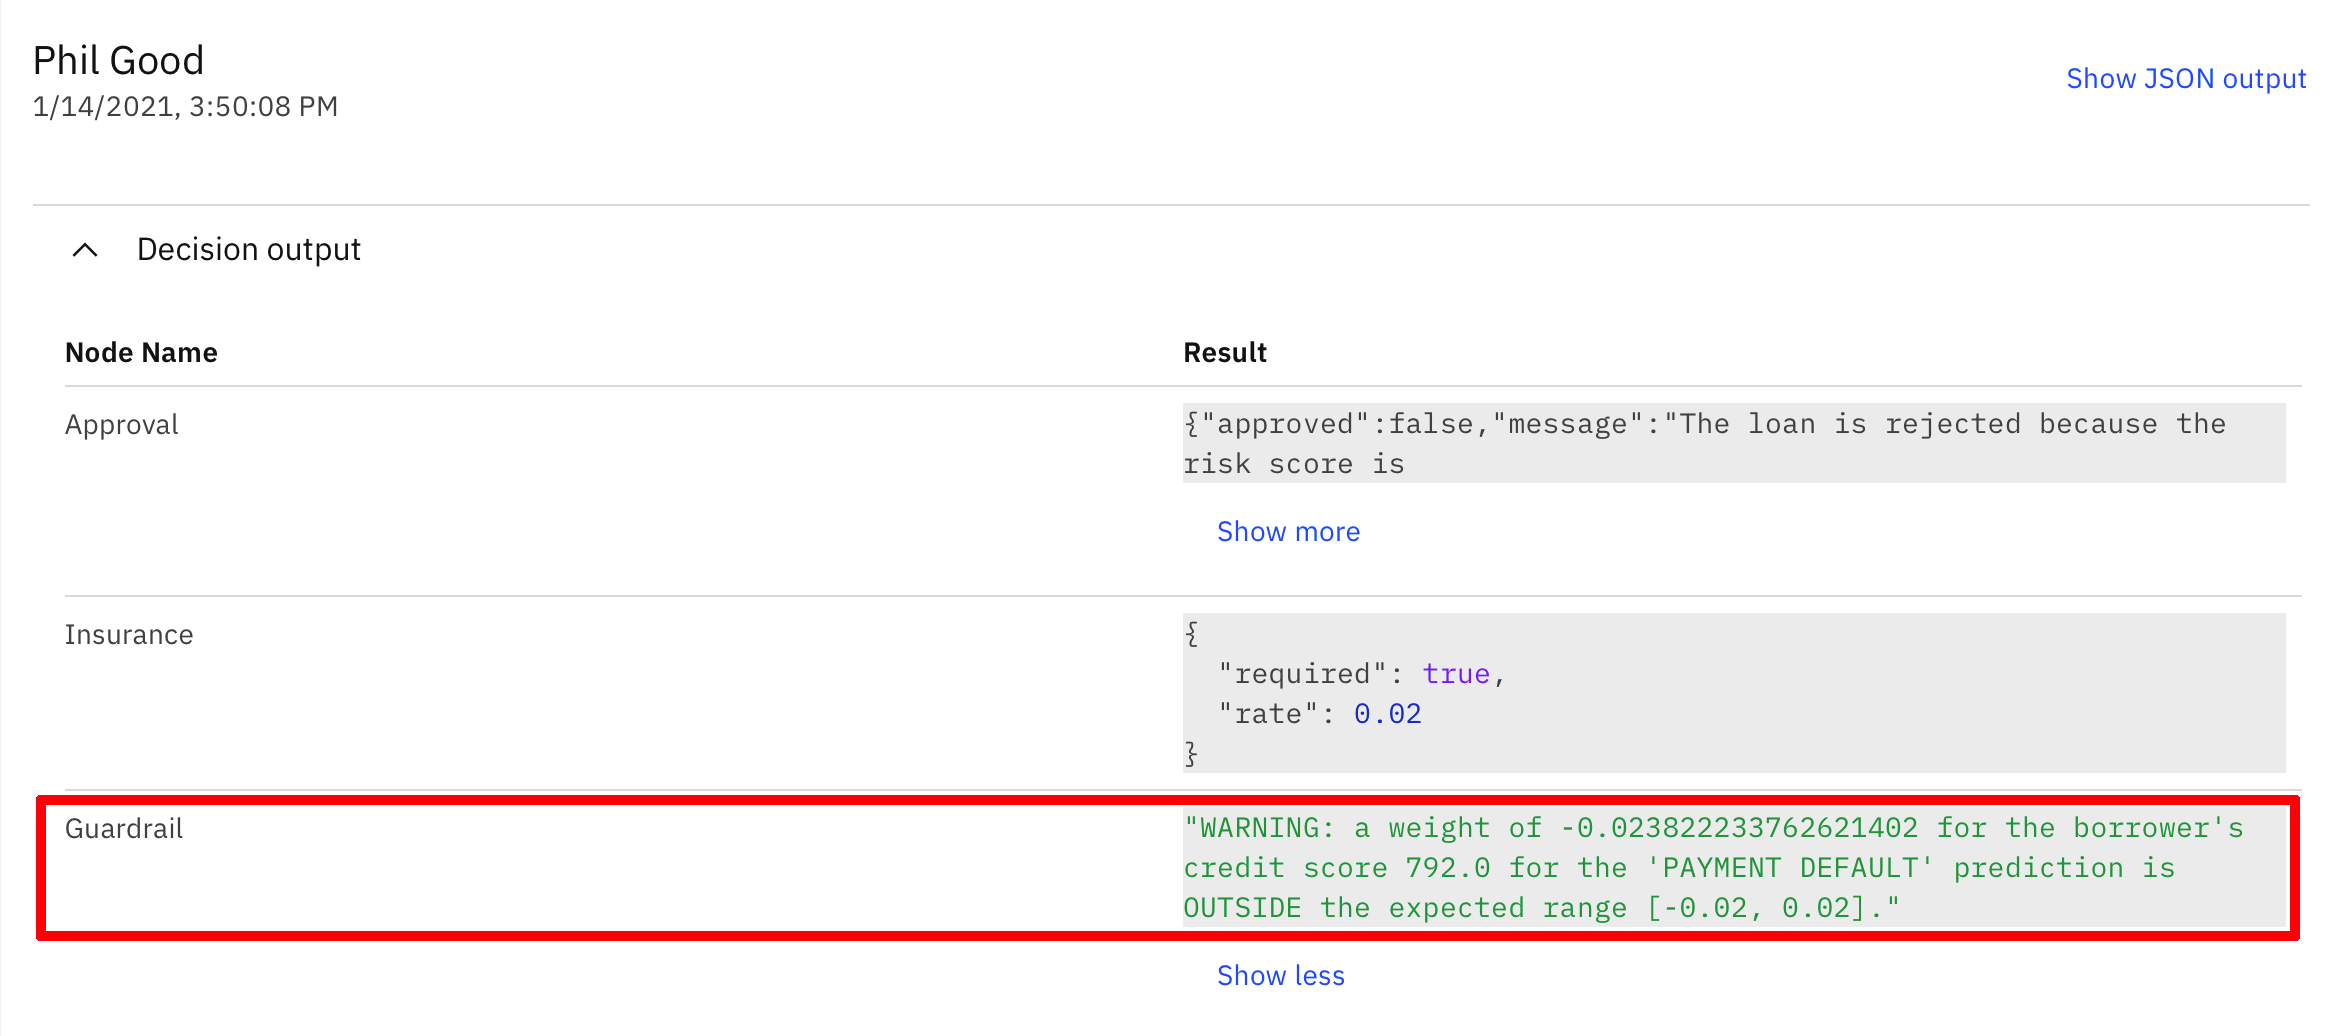 Phil Good
Show JSON output
1/14/2021, 3:50:08 PM
Decision output
Node Name
Result
Approval
{"approved":false,"message":"The loan is rejected because the
risk score is
Show more
Insurance
{
"required": true,
"rate": 0.02
}
Guardrail
"WARNING: a weight of -0.023822233762621402 for the borrower's
credit score 792.0 for the 'PAYMENT DEFAULT' prediction is
OUTSIDE the expected range [-0.02, 0.02]."
Show less